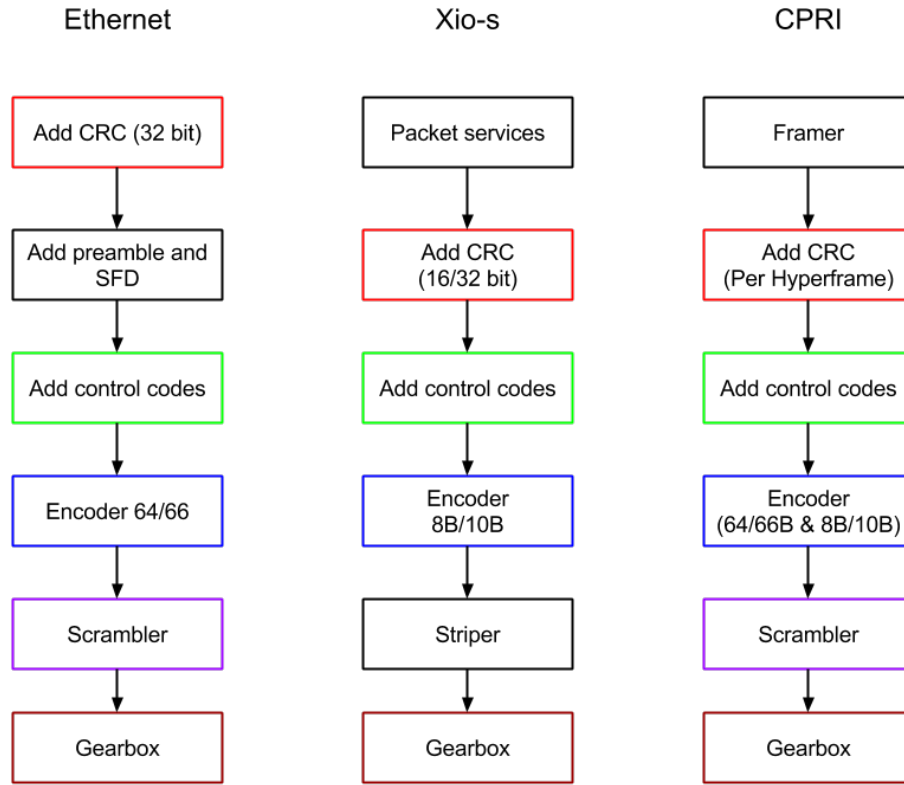 Ethernet
Xio-s
CPRI
Add CRC (32 bit)
Packet services
Framer
Add preamble and
SFD
Add CRC
(16/32 bit)
Add CRC
(Per Hyperframe)
Add control codes
Add control codes
Add control codes
Encoder 64/66
Encoder
8B/10B
Encoder
(64/66B & 8B/10B)
Scrambler
Striper
Scrambler
Gearbox
Gearbox
Gearbox